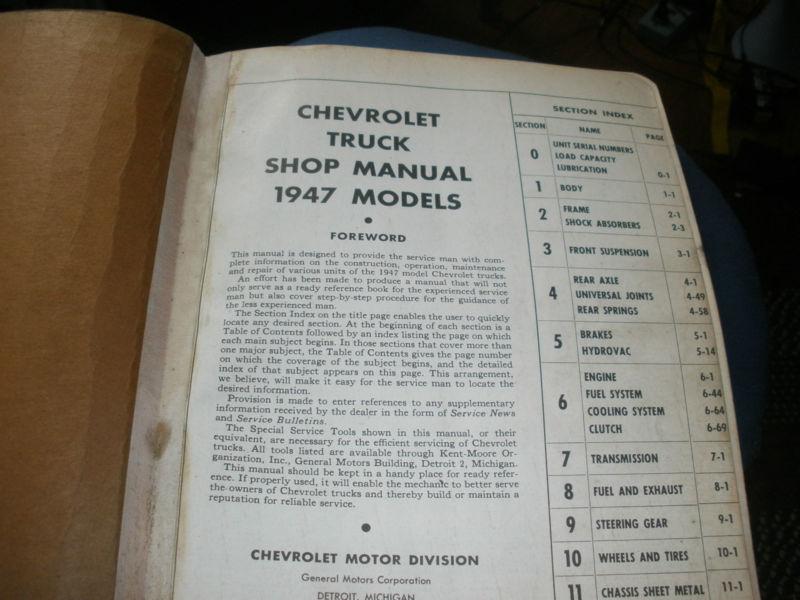 CHEVROLET
TRUCK
SHOP MANUAL
1947 MODELS
FOREWORD
This manual is designed to provide the service man with com-
plete information on the construction, operation, maintenance
and repair of various units of the 1947 model Chevrolet trucks.
An effort has been made to produce a manual that will not
only serve as a ready reference book for the experienced service
man but also cover step-by-step procedure for the guidance of
the less experienced man.
The Section Index on the title page enables the user to quickly
locate any desired section. At the beginning of each section is a
Table of Contents followed by an index listing the page on which
each main subject begins. In those sections that cover more than
one major subject, the Table of Contents gives the page number
on which the coverage of the subject begins, and the detailed
index of that subject appears on this page. This arrangement,
we believe, will make it easy for the service man to locate the
desired information.
Provision is made to enter references to any supplementary
information received by the dealer in the form of Service News
and Service Bulletins.
The Special Service Tools shown in this manual, or their
equivalent, are necessary for the efficient servicing of Chevrolet
trucks. All tools listed are available through Kent-Moore Or-
ganization, Inc., General Motors Building, Detroit 2, Michigan.
This manual should be kept in a handy place for ready refer-
ence. If properly used, it will enable the mechanic to better serve
the owners of Chevrolet trucks and thereby build or maintain a
reputation for reliable service.
CHEVROLET MOTOR DIVISION
General Motors Corporation
DETROIT, MICHIGAN
SECTION INDEX
SECTION NAME PAGE
0 UNIT SERIAL NUMBERS
LOAD CAPACITY
LUBRICATION 0-1
1 BODY 1-1
2 FRAME 2-1
SHOCK ABSORBERS 2-3
3 FRONT SUSPENSION 3-1
4 REAR AXLE 4-1
UNIVERSAL JOINTS 4-49
REAR SPRINGS 4-58
5 BRAKES 5-1
HYDROVAC 5-14
6 ENGINE 6-1
FUEL SYSTEM 6-44
COOLING SYSTEM 6-64
CLUTCH 6-69
7 TRANSMISSION 7-1
8 FUEL AND EXHAUST 8-1
9 STEERING GEAR 9-1
10 WHEELS AND TIRES 10-1
11 CHASSIS SHEET METAL 11-1